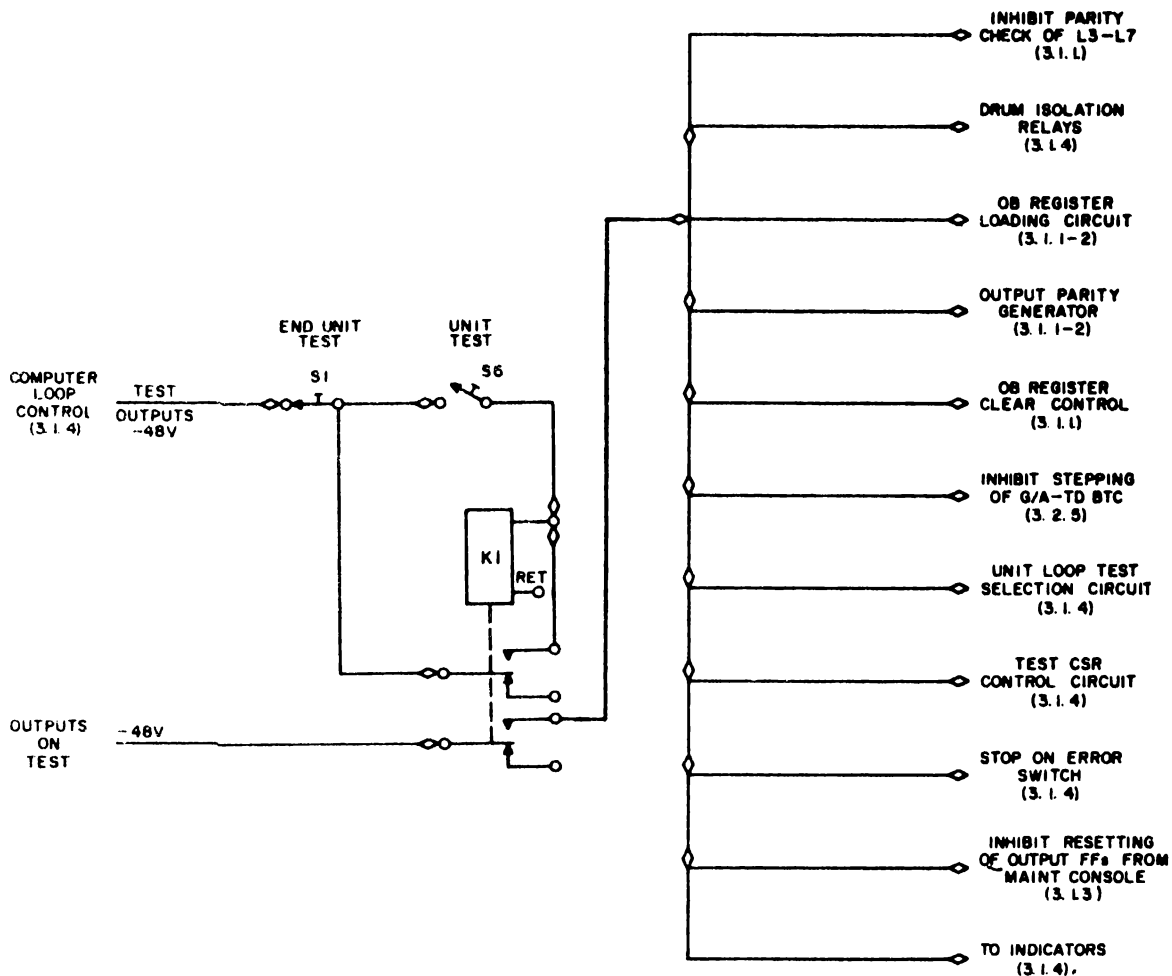 INHIBIT PARITY
CHECK OF L3-L7
(3.1.1)
DRUM ISOLATION
RELAYS
(3.1.4)
OB REGISTER
LOADING CIRCUIT
(3.1.1-2)
OUTPUT PARITY
GENERATOR
(3.1.1-2)
END UNIT
TEST
UNIT
TEST
COMPUTER
LOOP
CONTROL
(3.1.4)
TEST
OUTPUTS
-48V
S1
S6
OB REGISTER
CLEAR CONTROL
(3.1.1)
INHIBIT STEPPING
OF G/A-TD BTC
(3.2.5)
K1
RET
UNIT LOOP TEST
SELECTION CIRCUIT
(3.1.4)
TEST CSR
CONTROL CIRCUIT
(3.1.4)
OUTPUTS
ON
TEST
-48V
STOP ON ERROR
SWITCH
(3.1.4)
INHIBIT RESETTING
OF OUTPUT FFs FROM
MAINT CONSOLE
(3.1.3)
TO INDICATORS
(3.1.4).